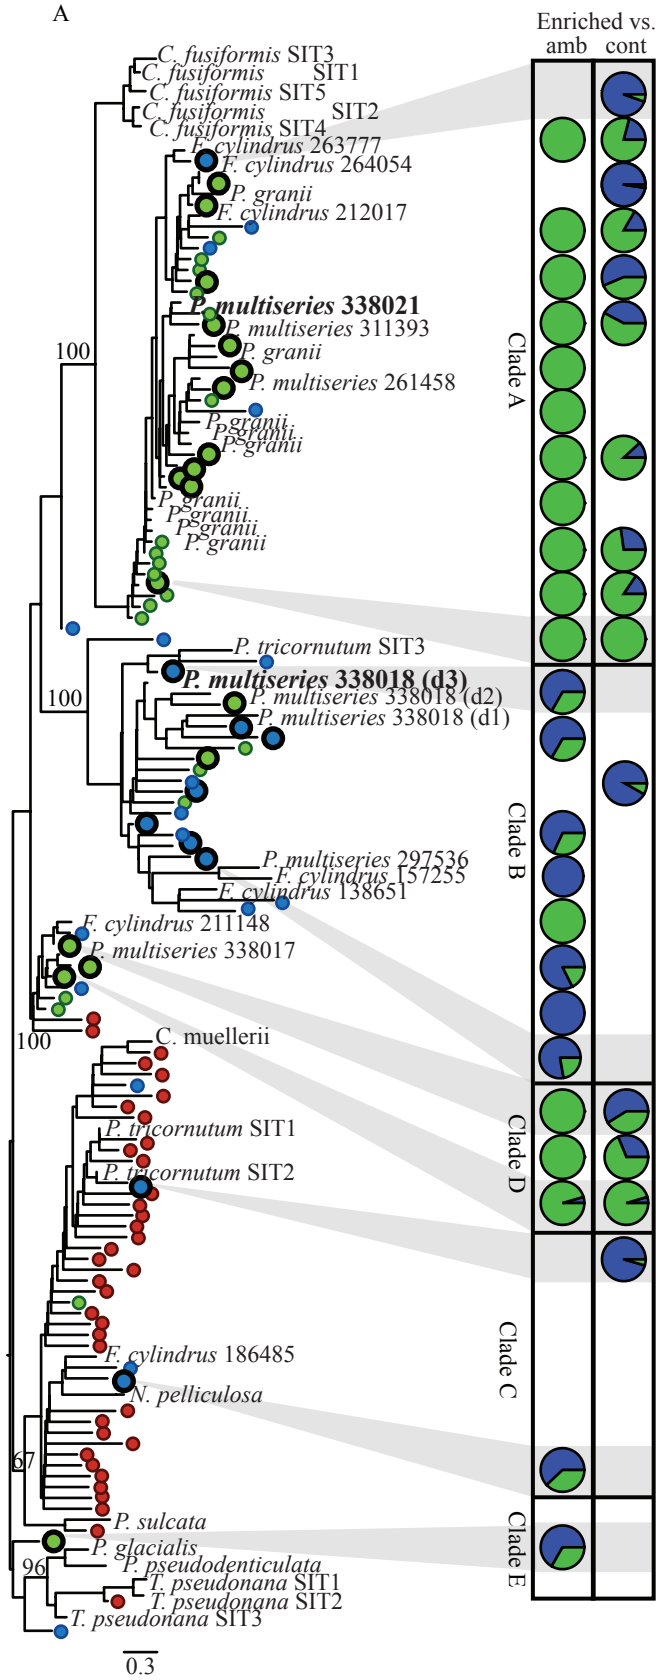 A
Enriched vs.
amb cont
C. fusiformis SIT3
C. fusiformis SIT1
C. fusiformis SIT5
C. fusiformis SIT2
C. fusiformis SIT4
F. cylindrus 263777
F. cylindrus 264054
P. granii
F. cylindrus 212017
P. multiseries 338021
P. multiseries 311393
100
P. granii
P. multiseries 261458
P. granii
P. granii
P. granii
P. granii
P. granii
P. granii
P. granii
Clade A
P. tricornutum SIT3
P. multiseries 338018 (d3)
100
P. multiseries 338018 (d2)
P. multiseries 338018 (d1)
P. multiseries 297536
F. cylindrus 157255
F. cylindrus 138651
Clade B
F. cylindrus 211148
P. multiseries 338017
100
C. muellerii
P. tricornutum SIT1
P. tricornutum SIT2
Clade D
F. cylindrus 186485
N. pelliculosa
Clade C
67
P. sulcata
P. glacialis
96
P. pseudodenticulata
T. pseudonana SIT1
T. pseudonana SIT2
T. pseudonana SIT3
Clade E
0.3